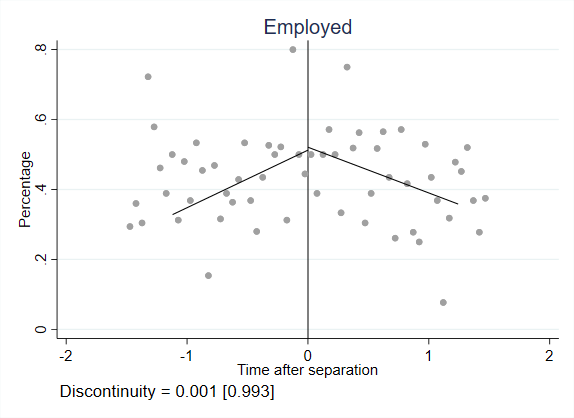 Employed
Percentage
.8
.6
.4
.2
0
-2 -1 0 1 2
Time after separation
Discontinuity = 0.001 [0.993]